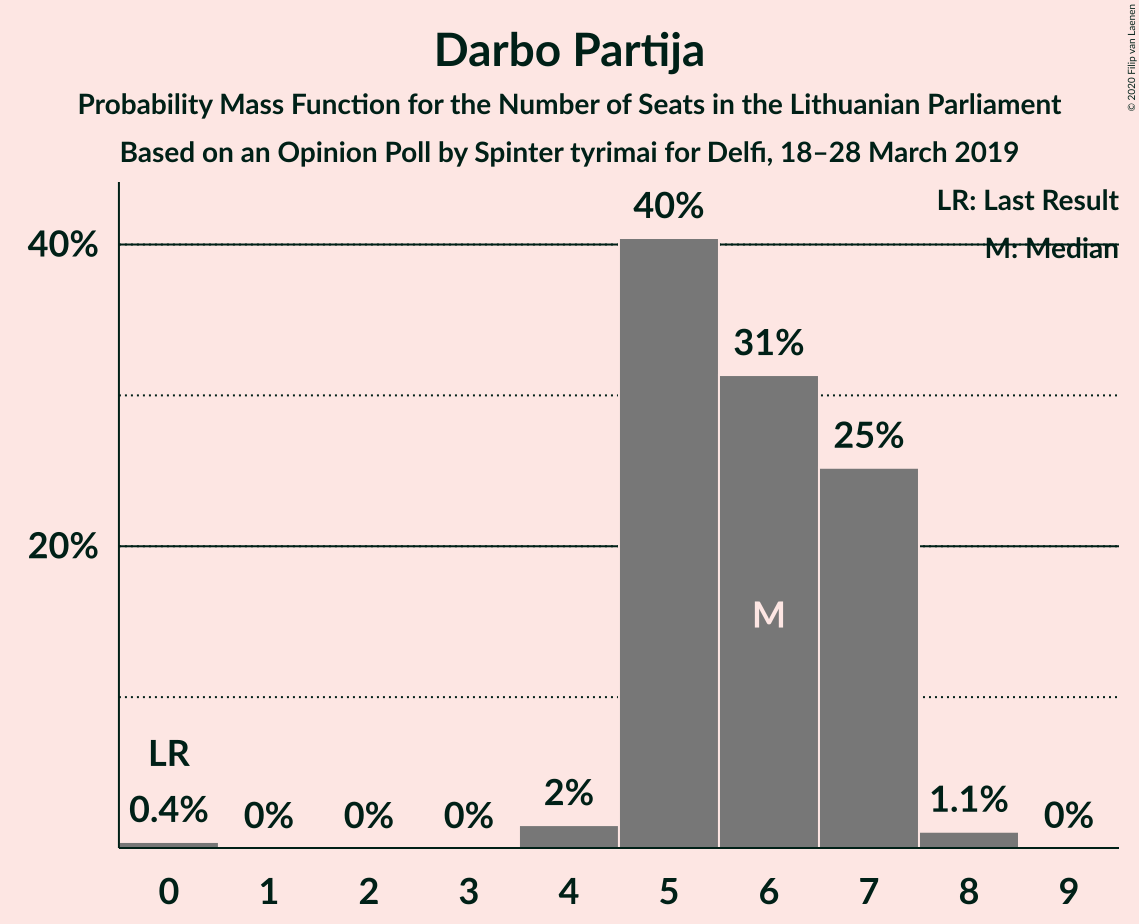 Darbo Partija
Probability Mass Function for the Number of Seats in the Lithuanian Parliament
Based on an Opinion Poll by Spinter tyrimai for Delfi, 18–28 March 2019
© 2020 Filip van Laenen
LR: Last Result
M: Median
40%
20%
LR
0.4%
0%
0%
0%
2%
40%
31%
25%
1.1%
0%
M
0 1 2 3 4 5 6 7 8 9